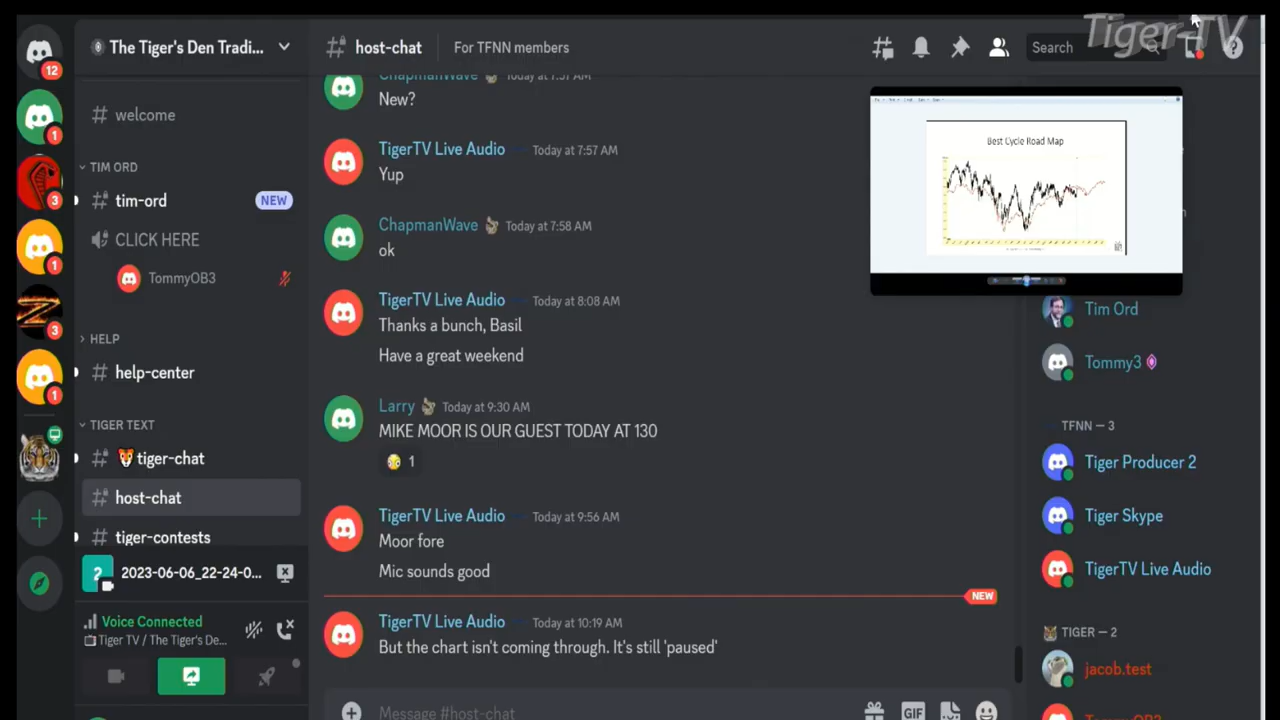 Tiger-TV
12
1
3
1
3
1
The Tiger's Den Tradi...
# welcome
TIM ORD
tim-ord NEW
CLICK HERE
TommyOB3
HELP
# help-center
TIGER TEXT
tiger-chat
host-chat
tiger-contests
2 2023-06-06_22-24-0...
Voice Connected
Tiger TV / The Tiger's De...
host-chat For TFNN members
Search
ChapmanWave Today at 7:57 AM
New?
TigerTV Live Audio Today at 7:57 AM
Yup
ChapmanWave Today at 7:58 AM
ok
TigerTV Live Audio Today at 8:08 AM
Thanks a bunch, Basil
Have a great weekend
Larry Today at 9:30 AM
MIKE MOOR IS OUR GUEST TODAY AT 130
1
TigerTV Live Audio Today at 9:56 AM
Moor fore
Mic sounds good
NEW
TigerTV Live Audio Today at 10:19 AM
But the chart isn't coming through. It's still 'paused'
Message #host-chat
GIF
Best Cycle Road Map
Tim Ord
Tommy3
TFNN — 3
Tiger Producer 2
Tiger Skype
TigerTV Live Audio
TIGER — 2
jacob.test
TommyOB3